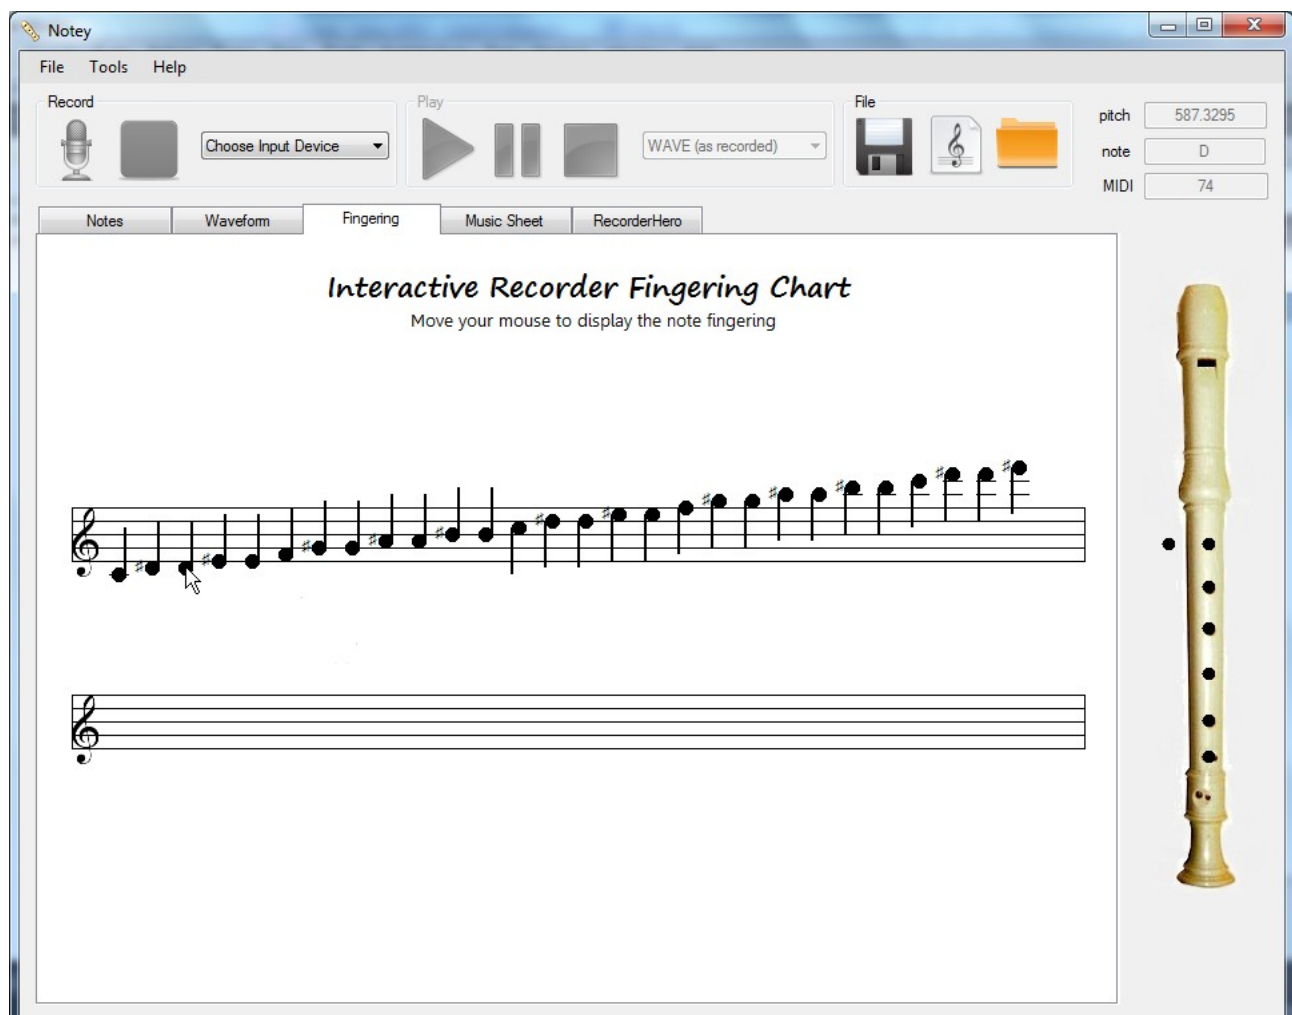 Notey
File Tools Help
Record
Choose Input Device
Play
WAVE (as recorded)
File
pitch 587.3295
note D
MIDI 74
Notes Waveform Fingering Music Sheet RecorderHero
Interactive Recorder Fingering Chart
Move your mouse to display the note fingering